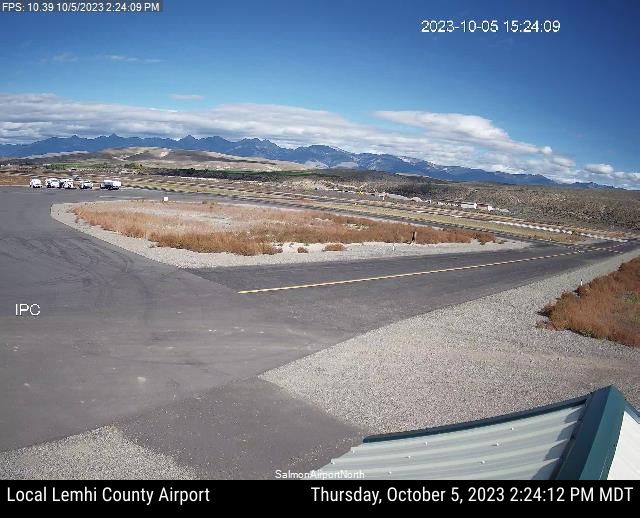 FPS: 10.39 10/5/2023 2:24:09 PM
2023-10-05 15:24:09
IPC
SalmonAirportNorth
Local Lemhi County Airport
Thursday, October 5, 2023 2:24:12 PM MDT